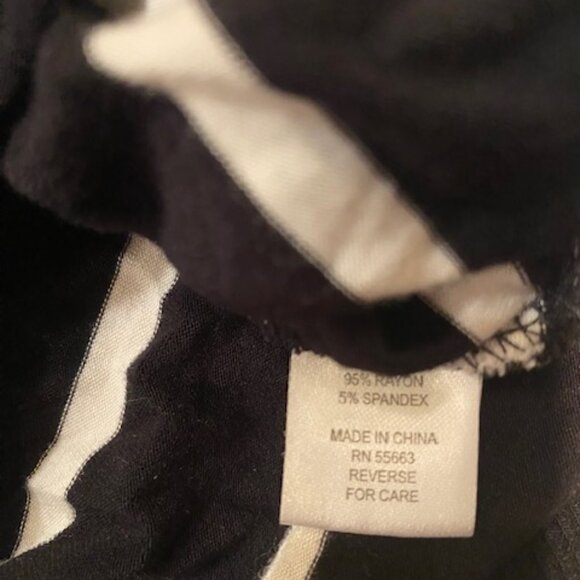 95% RAYON
5% SPANDEX
MADE IN CHINA
RN 55663
REVERSE
FOR CARE